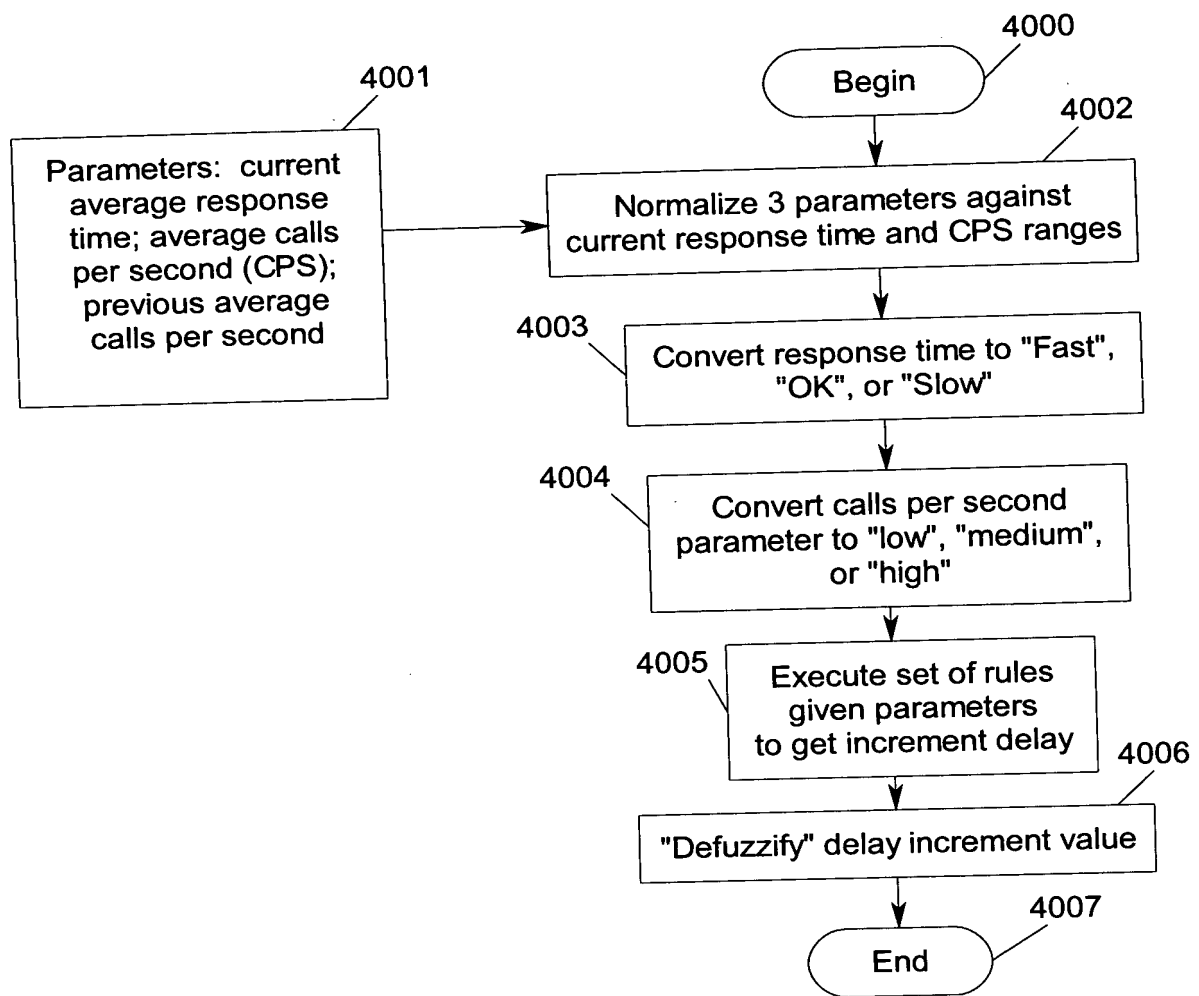 4000
Begin
4001
Parameters: current
average response
time; average calls
per second (CPS);
previous average
calls per second
4002
Normalize 3 parameters against
current response time and CPS ranges
4003
Convert response time to "Fast",
"OK", or "Slow"
4004
Convert calls per second
parameter to "low", "medium",
or "high"
4005
Execute set of rules
given parameters
to get increment delay
4006
"Defuzzify" delay increment value
4007
End